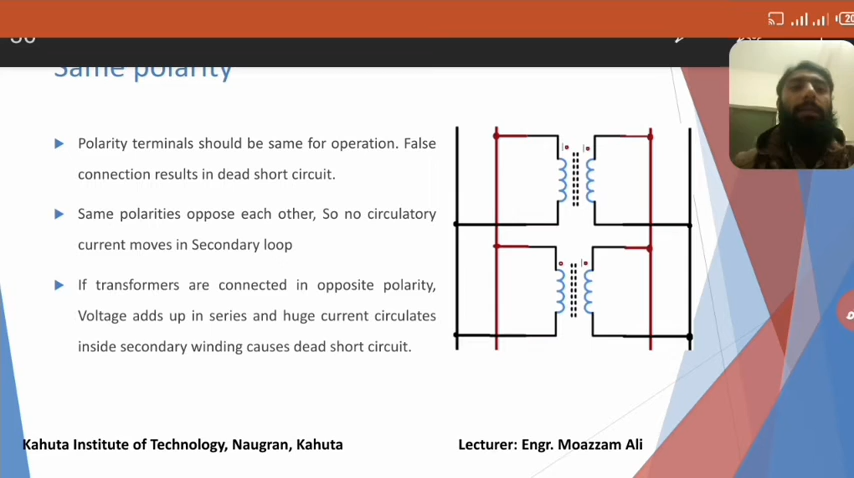 Same polarity
Polarity terminals should be same for operation. False
connection results in dead short circuit.
Same polarities oppose each other, So no circulatory
current moves in Secondary loop
If transformers are connected in opposite polarity,
Voltage adds up in series and huge current circulates
inside secondary winding causes dead short circuit.
Kahuta Institute of Technology, Naugran, Kahuta
Lecturer: Engr. Moazzam Ali